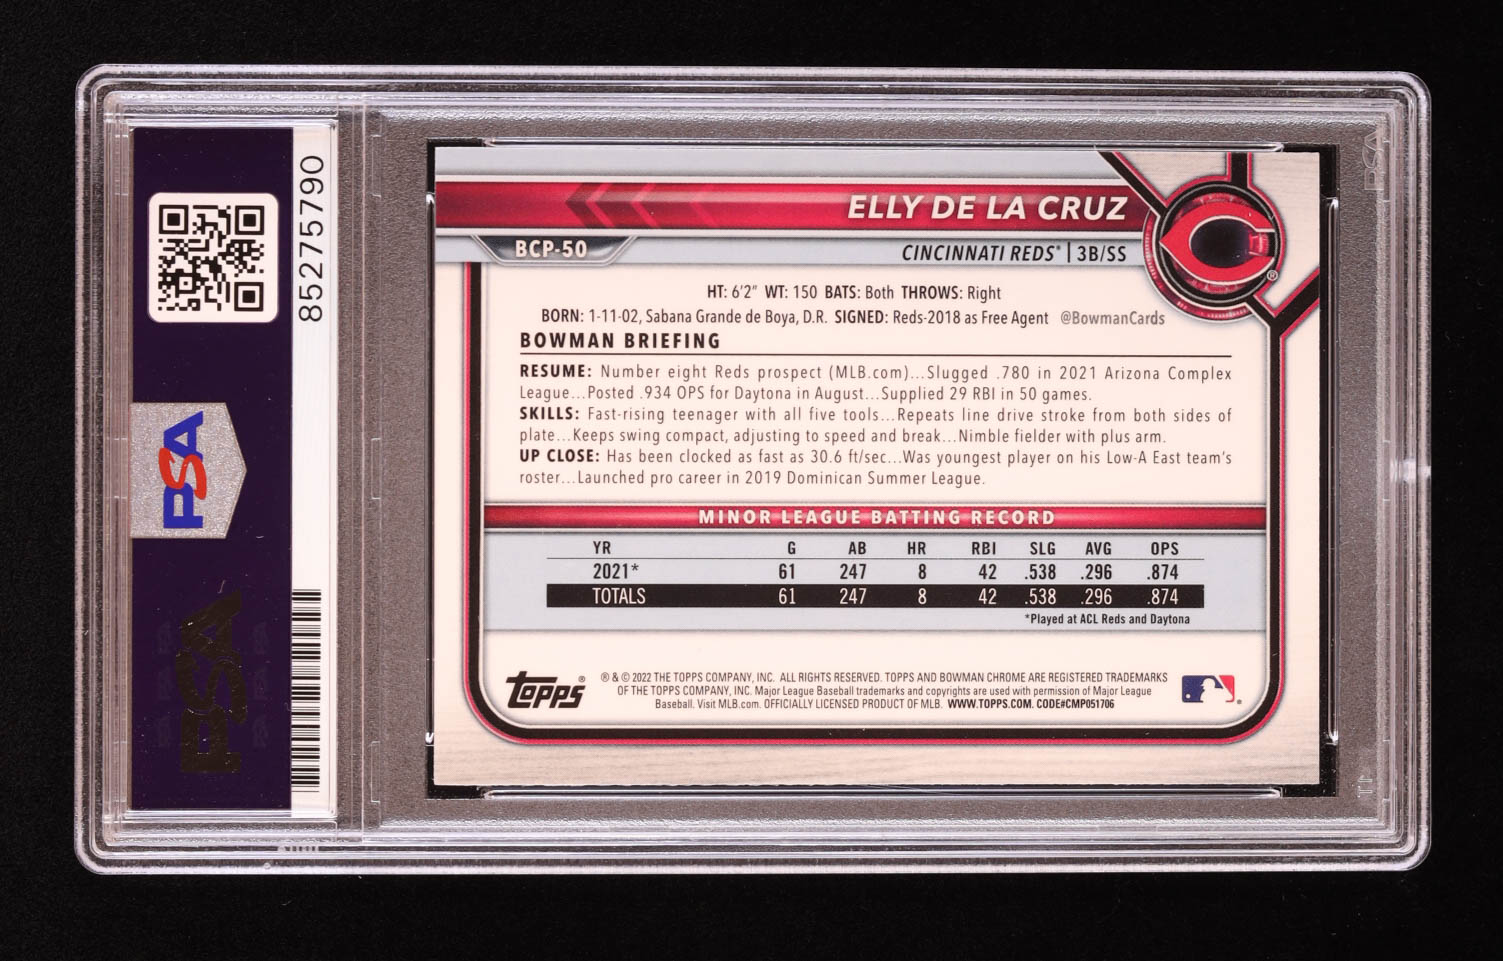 85275790
PSA
PSA
ELLY DE LA CRUZ
BCP-50
CINCINNATI REDS® | 3B/SS
HT: 6'2" WT: 150 BATS: Both THROWS: Right
BORN: 1-11-02, Sabana Grande de Boya, D.R. SIGNED: Reds-2018 as Free Agent @BowmanCards
BOWMAN BRIEFING
RESUME: Number eight Reds prospect (MLB.com)...Slugged .780 in 2021 Arizona Complex
League...Posted .934 OPS for Daytona in August...Supplied 29 RBI in 50 games.
SKILLS: Fast-rising teenager with all five tools...Repeats line drive stroke from both sides of
plate...Keeps swing compact, adjusting to speed and break...Nimble fielder with plus arm.
UP CLOSE: Has been clocked as fast as 30.6 ft/sec...Was youngest player on his Low-A East team's
roster...Launched pro career in 2019 Dominican Summer League.
MINOR LEAGUE BATTING RECORD
YR G AB HR RBI SLG AVG OPS
2021* 61 247 8 42 .538 .296 .874
TOTALS 61 247 8 42 .538 .296 .874
*Played at ACL Reds and Daytona
Topps®
® & © 2022 THE TOPPS COMPANY, INC. ALL RIGHTS RESERVED. TOPPS AND BOWMAN CHROME ARE REGISTERED TRADEMARKS
OF THE TOPPS COMPANY, INC. Major League Baseball trademarks and copyrights are used with permission of Major League
Baseball. Visit MLB.com. OFFICIALLY LICENSED PRODUCT OF MLB. WWW.TOPPS.COM. CODE#CMP051706
PSA